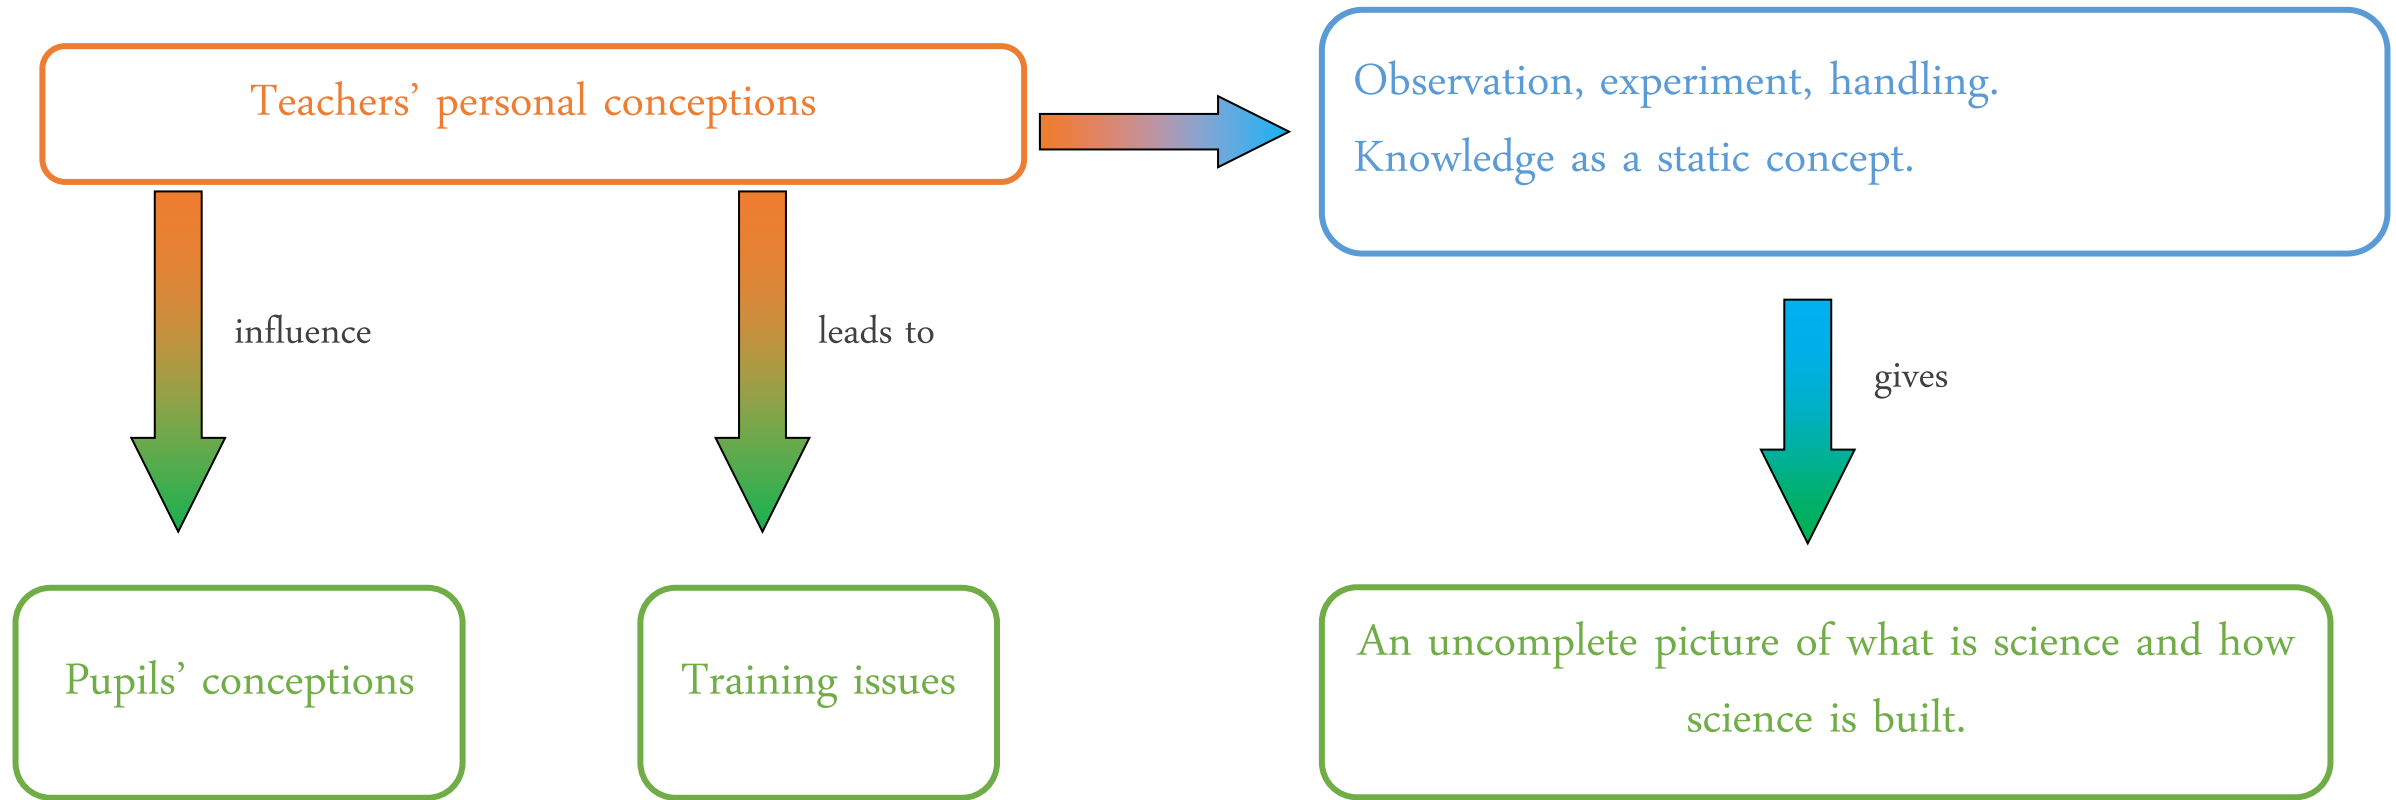 Teachers’ personal conceptions
Observation, experiment, handling.
Knowledge as a static concept.
influence
leads to
gives
Pupils’ conceptions
Training issues
An uncomplete picture of what is science and how
science is built.